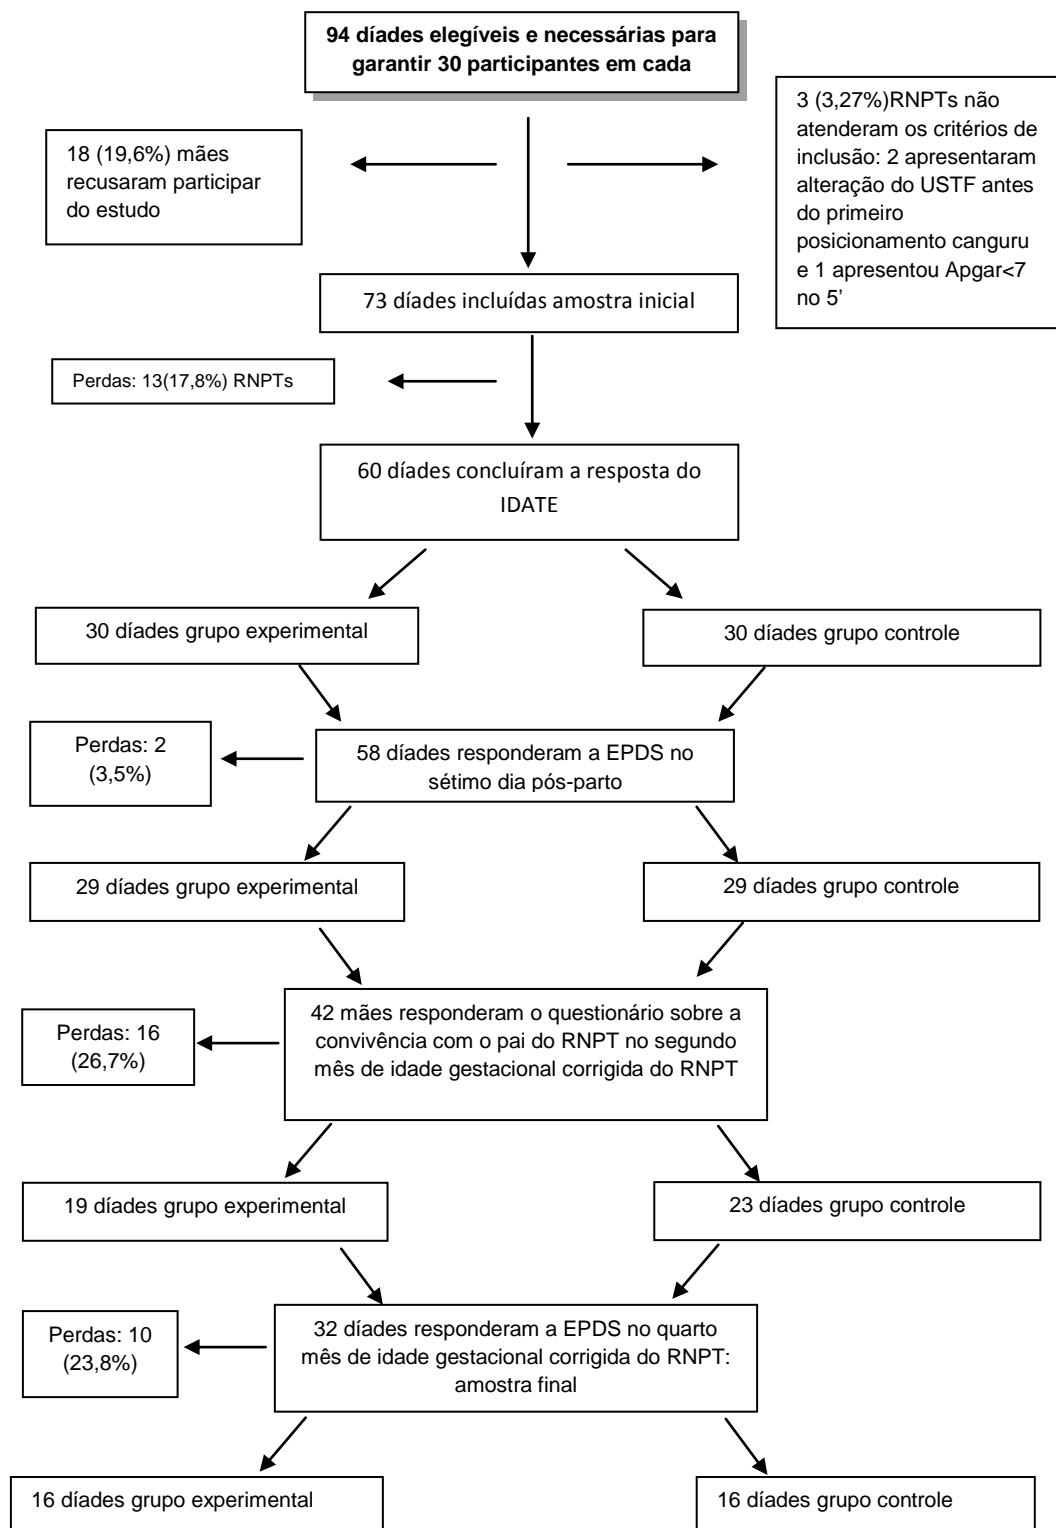 94 díades elegíveis e necessárias para
garantir 30 participantes em cada
18 (19,6%) mães
recusaram participar
do estudo
3 (3,27%)RNPTs não
atenderam os critérios de
inclusão: 2 apresentaram
alteração do USTF antes
do primeiro
posicionamento canguru
e 1 apresentou Apgar<7
no 5’
73 díades incluídas amostra inicial
Perdas: 13(17,8%) RNPTs
60 díades concluíram a resposta do
IDATE
30 díades grupo experimental
30 díades grupo controle
Perdas: 2
(3,5%)
58 díades responderam a EPDS no
sétimo dia pós-parto
29 díades grupo experimental
29 díades grupo controle
42 mães responderam o questionário sobre a
convivência com o pai do RNPT no segundo
mês de idade gestacional corrigida do RNPT
Perdas: 16
(26,7%)
19 díades grupo experimental
23 díades grupo controle
Perdas: 10
(23,8%)
32 díades responderam a EPDS no quarto
mês de idade gestacional corrigida do RNPT:
amostra final
16 díades grupo experimental
16 díades grupo controle